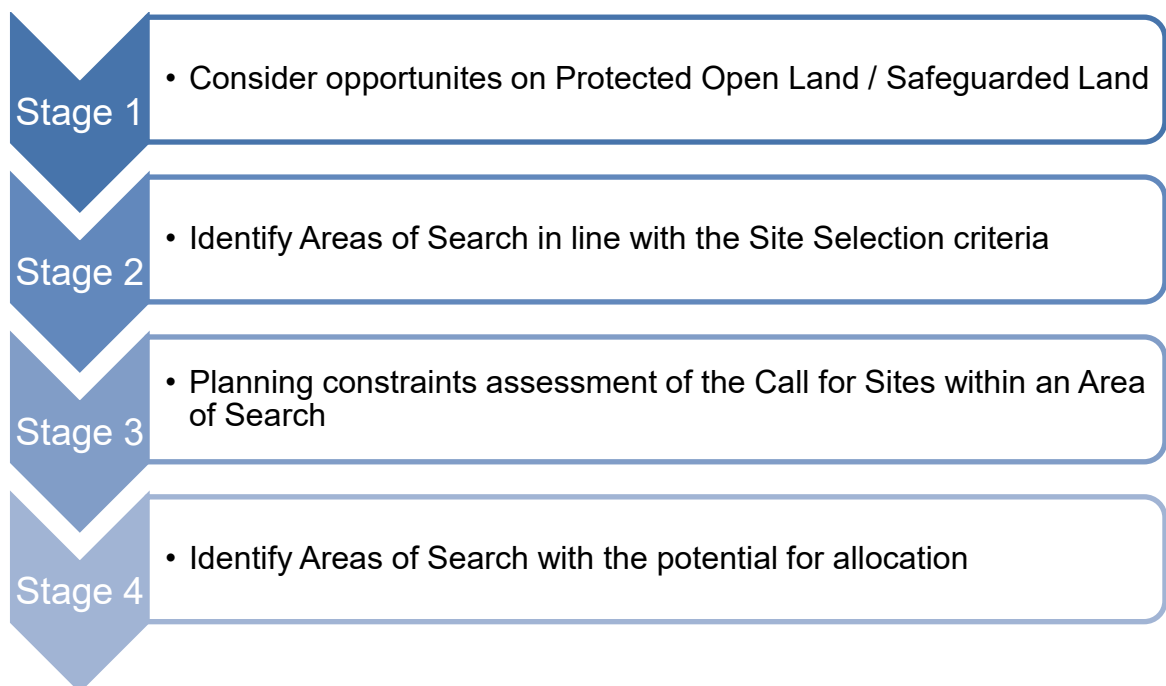 Stage 1
• Consider opportunites on Protected Open Land / Safeguarded Land
Stage 2
• Identify Areas of Search in line with the Site Selection criteria
Stage 3
• Planning constraints assessment of the Call for Sites within an Area
of Search
Stage 4
• Identify Areas of Search with the potential for allocation